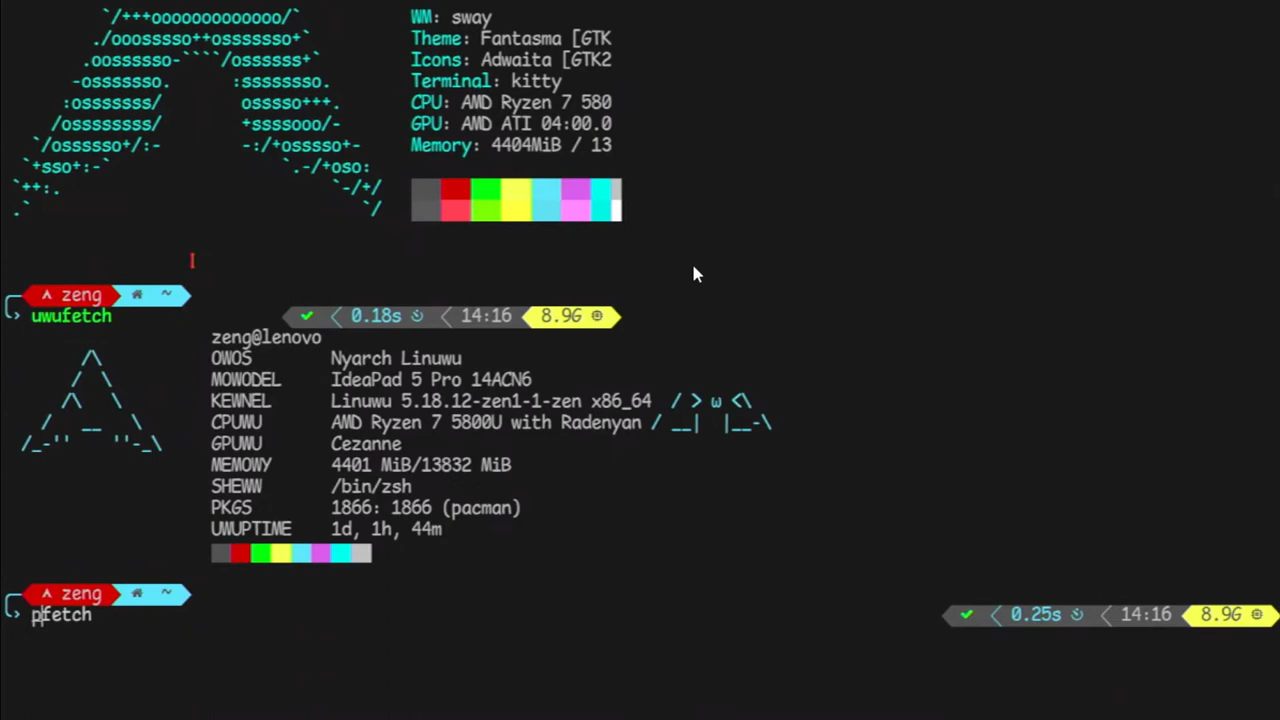 WM: sway
Theme: Fantasma [GTK
Icons: Adwaita [GTK2
Terminal: kitty
CPU: AMD Ryzen 7 580
GPU: AMD ATI 04:00.0
Memory: 4404MiB / 13
zeng ~
uwufetch 0.18s 14:16 8.9G
zeng@lenovo
OWOS Nyarch Linuwu
MOWODEL IdeaPad 5 Pro 14ACN6
KEWNEL Linuwu 5.18.12-zen1-1-zen x86_64
CPUWU AMD Ryzen 7 5800U with Radenyan
GPUWU Cezanne
MEMOWY 4401 MiB/13832 MiB
SHEWW /bin/zsh
PKGS 1866: 1866 (pacman)
UWUPTIME 1d, 1h, 44m
zeng ~
pfetch 0.25s 14:16 8.9G